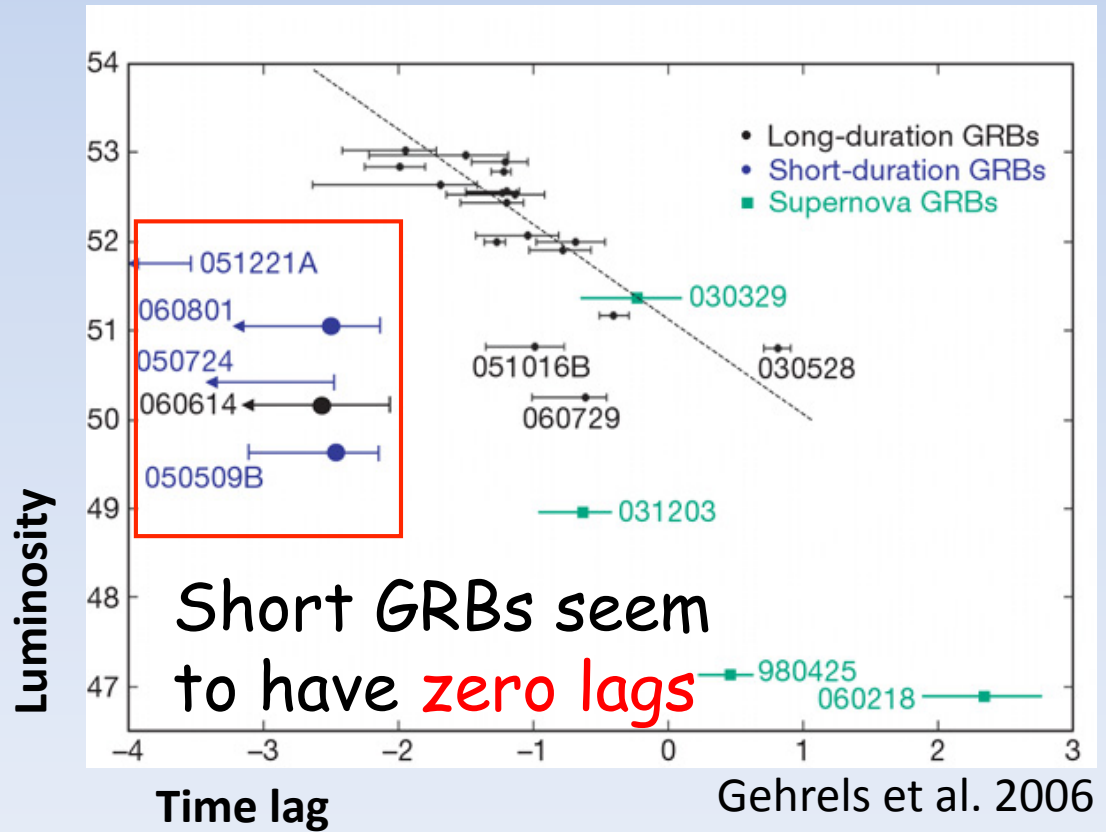 54
53
52
51
50
49
48
47
Long-duration GRBs
Short-duration GRBs
Supernova GRBs
051221A
060801
050724
060614
050509B
030329
051016B
030528
060729
031203
980425
060218
Short GRBs seem
to have zero lags
Luminosity
–4 –3 –2 –1 0 1 2 3
Time lag
Gehrels et al. 2006